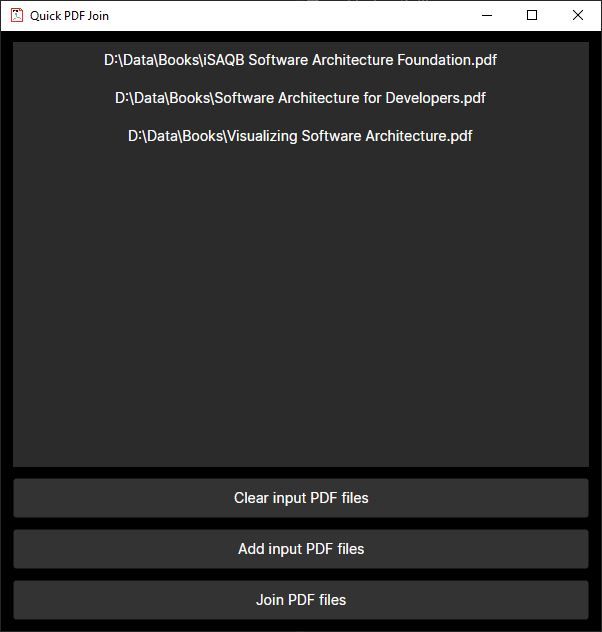 Quick PDF Join
D:\Data\Books\iSAQB Software Architecture Foundation.pdf
D:\Data\Books\Software Architecture for Developers.pdf
D:\Data\Books\Visualizing Software Architecture.pdf
Clear input PDF files
Add input PDF files
Join PDF files